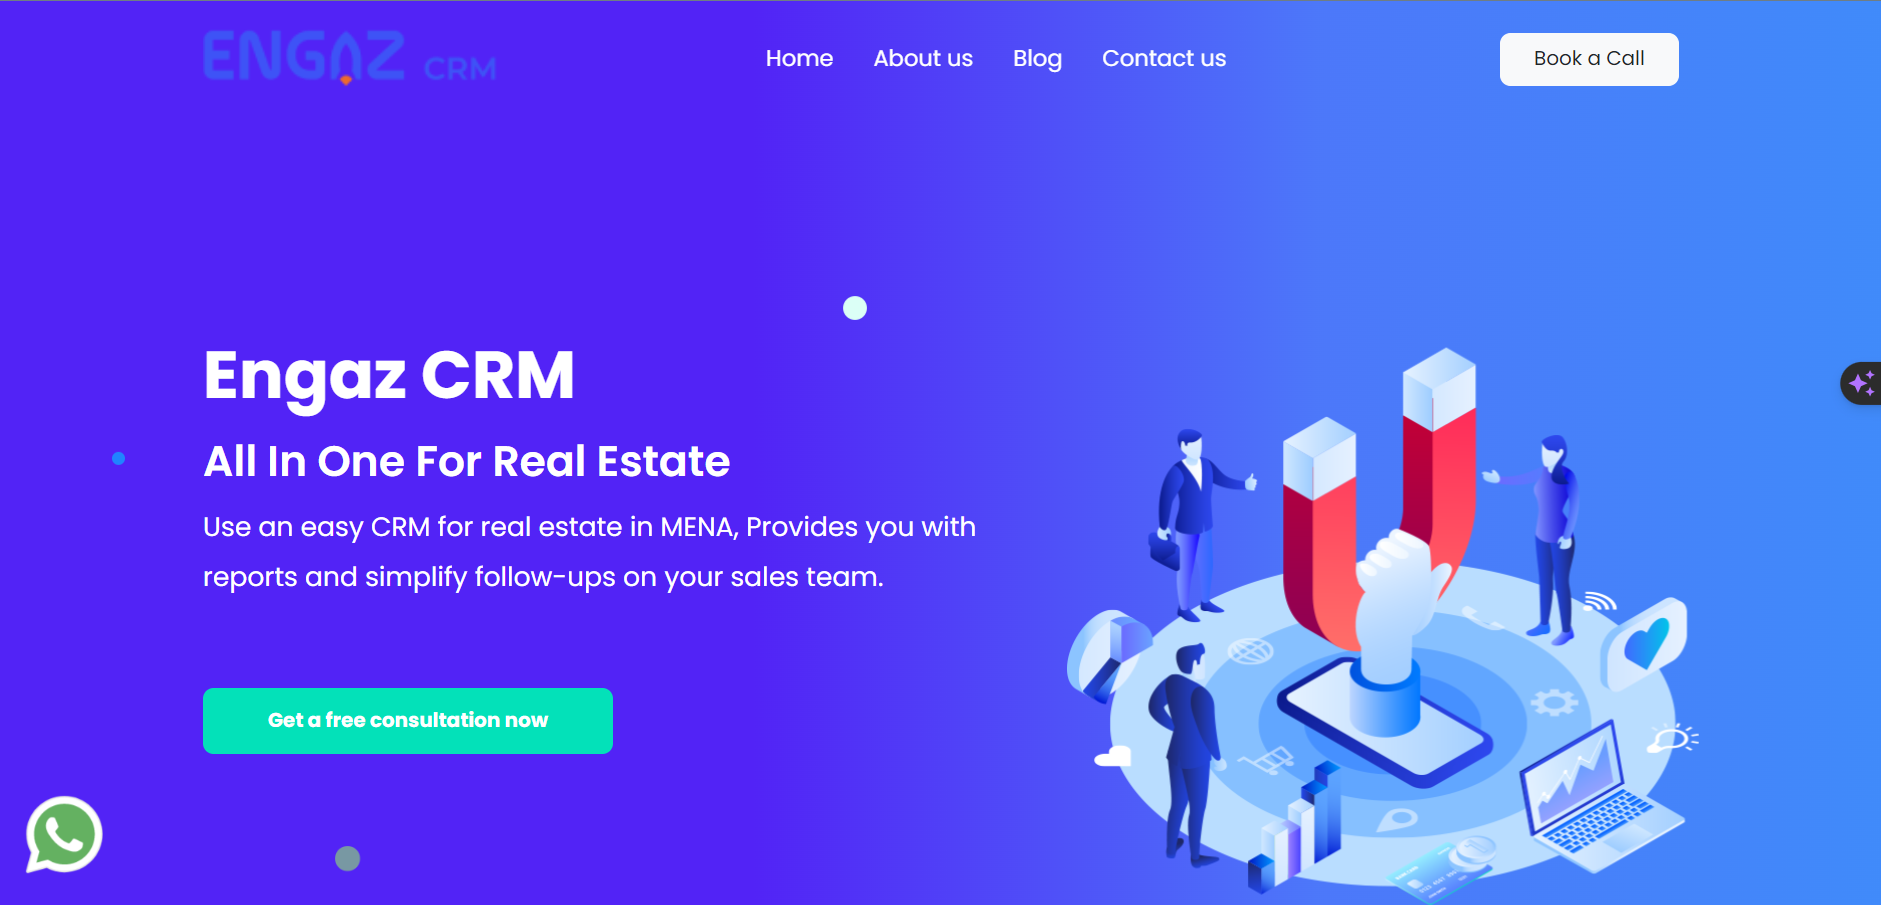 ENGAZ CRM
Home About us Blog Contact us
Book a Call
Engaz CRM
All In One For Real Estate
Use an easy CRM for real estate in MENA, Provides you with
reports and simplify follow-ups on your sales team.
Get a free consultation now